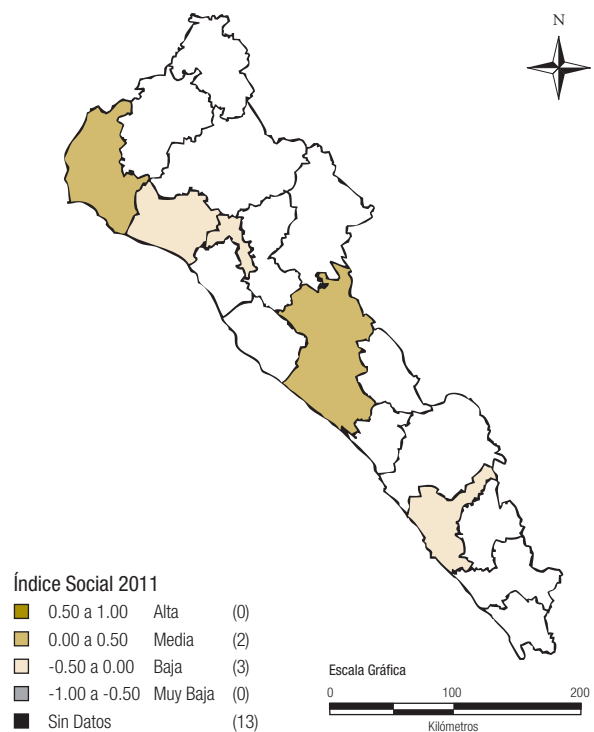 N
Índice Social 2011
0.50 a 1.00 Alta (0)
0.00 a 0.50 Media (2)
-0.50 a 0.00 Baja (3)
-1.00 a -0.50 Muy Baja (0)
Sin Datos (13)
Escala Gráfica
0 100 200
Kilómetros